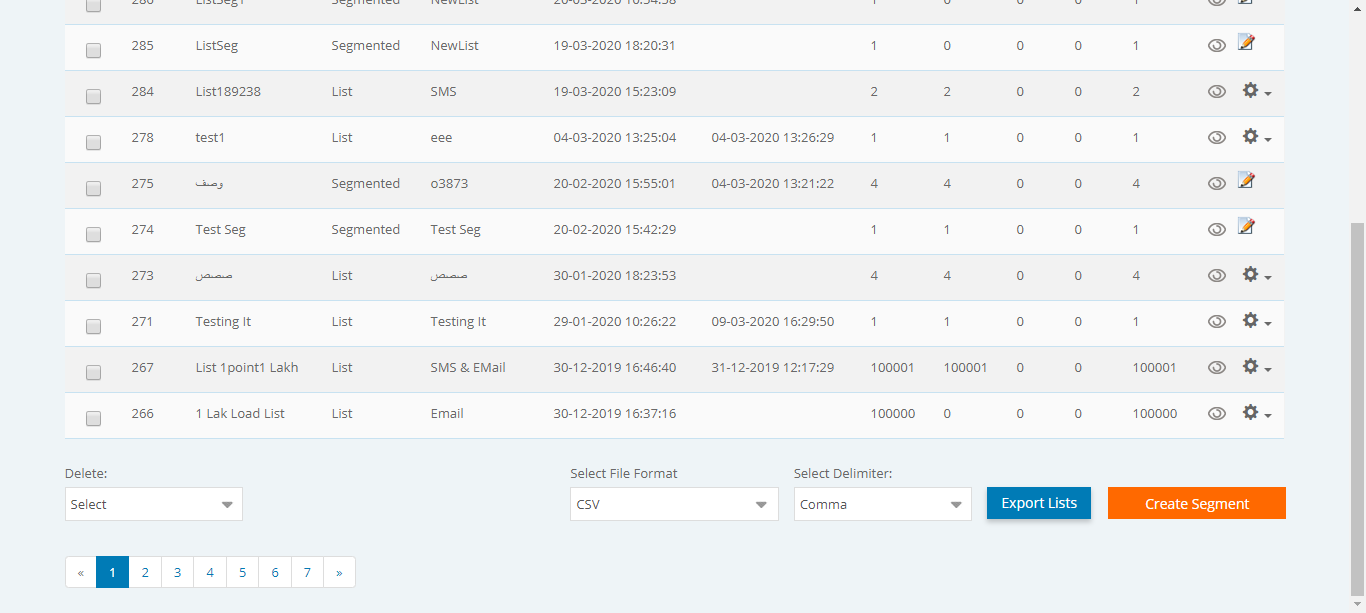 286 ListSeg1 Segmented NewList 20-03-2020 10:54:58 1 0 0 0 1
285 ListSeg Segmented NewList 19-03-2020 18:20:31 1 0 0 0 1
284 List189238 List SMS 19-03-2020 15:23:09 2 2 0 0 2
278 test1 List eee 04-03-2020 13:25:04 04-03-2020 13:26:29 1 1 0 0 1
275 وصف Segmented o3873 20-02-2020 15:55:01 04-03-2020 13:21:22 4 4 0 0 4
274 Test Seg Segmented Test Seg 20-02-2020 15:42:29 1 1 0 0 1
273 صصص List صصص 30-01-2020 18:23:53 4 4 0 0 4
271 Testing It List Testing It 29-01-2020 10:26:22 09-03-2020 16:29:50 1 1 0 0 1
267 List 1point1 Lakh List SMS & EMail 30-12-2019 16:46:40 31-12-2019 12:17:29 100001 100001 0 0 100001
266 1 Lak Load List List Email 30-12-2019 16:37:16 100000 0 0 0 100000
Delete: Select File Format Select Delimiter:
Select CSV Comma Export Lists Create Segment
« 1 2 3 4 5 6 7 »